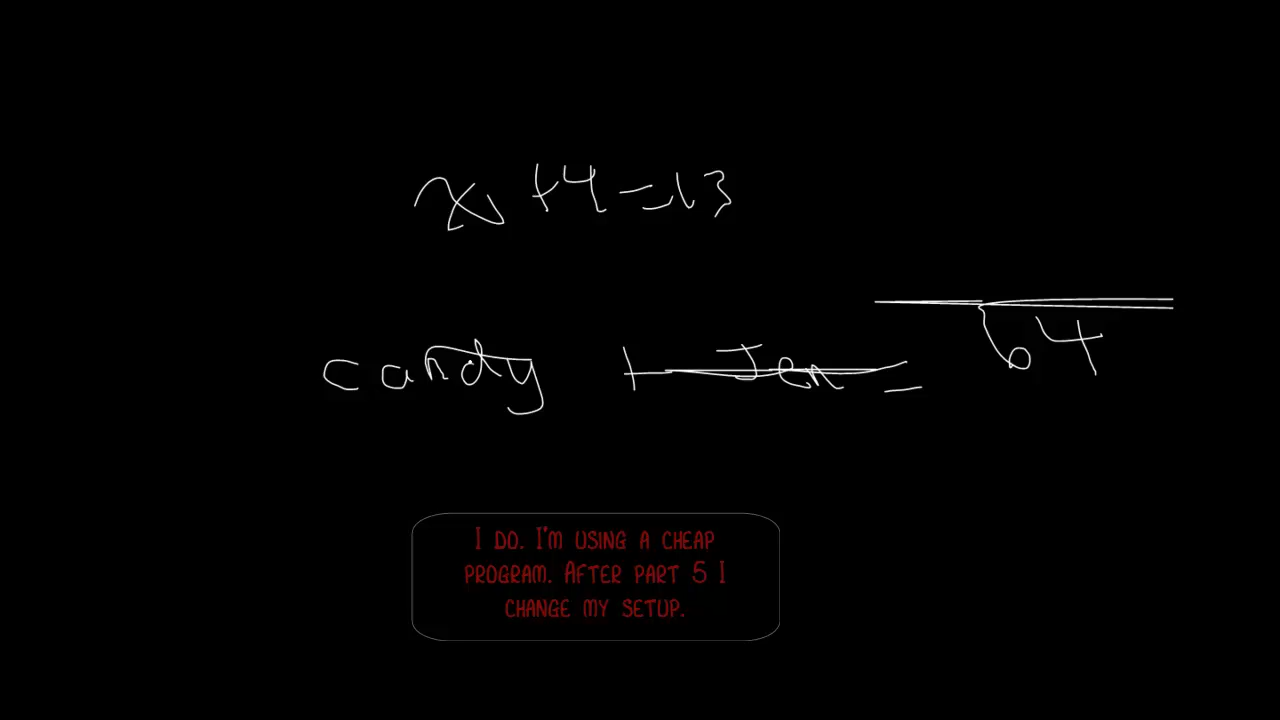 x + 4 = 13
candy + Jen = 64
I DO. I'M USING A CHEAP
PROGRAM. AFTER PART 5 I
CHANGE MY SETUP.